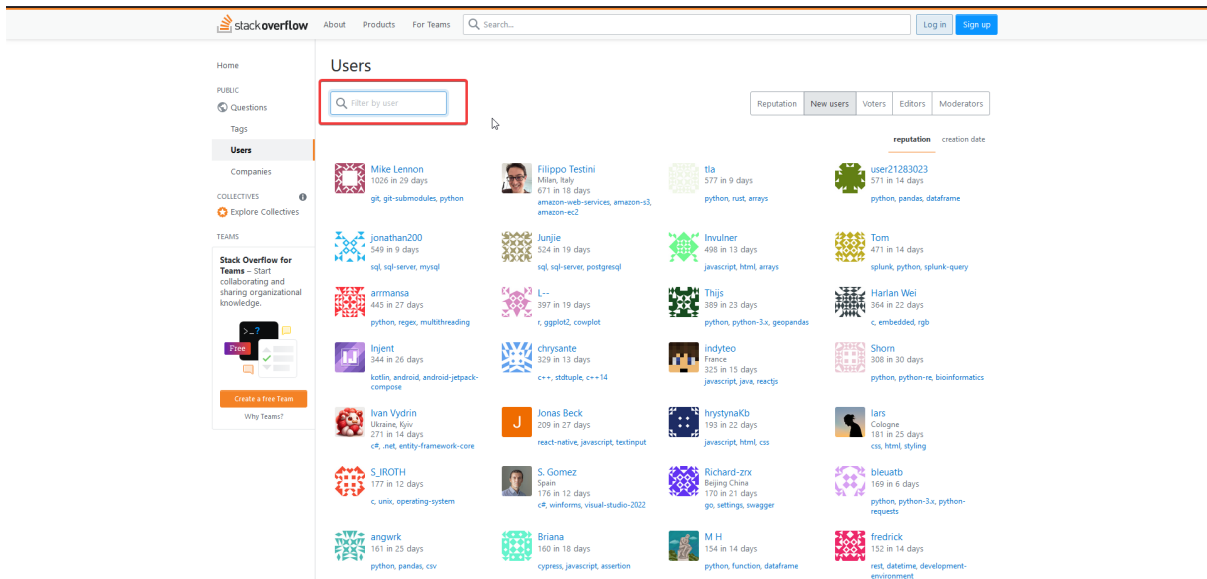 stack overflow
About
Products
For Teams
Search...
Log in
Sign up
Home
PUBLIC
Questions
Tags
Users
Companies
COLLECTIVES
Explore Collectives
TEAMS
Stack Overflow for
Teams – Start
collaborating and
sharing organizational
knowledge.
>_?
Free
Create a free Team
Why Teams?
Users
Filter by user
Reputation
New users
Voters
Editors
Moderators
reputation
creation date
Mike Lennon
1026 in 29 days
git, git-submodules, python
Filippo Testini
Milan, Italy
671 in 18 days
amazon-web-services, amazon-s3,
amazon-ec2
tla
577 in 9 days
python, rust, arrays
user21283023
571 in 14 days
python, pandas, dataframe
jonathan200
549 in 9 days
sql, sql-server, mysql
Junjie
524 in 19 days
sql, sql-server, postgresql
Invulner
498 in 13 days
javascript, html, arrays
Tom
471 in 14 days
splunk, python, splunk-query
arrmansa
445 in 27 days
python, regex, multithreading
L--
397 in 19 days
r, ggplot2, cowplot
Thijs
389 in 23 days
python, python-3.x, geopandas
Harlan Wei
364 in 22 days
c, embedded, rgb
Injent
344 in 26 days
kotlin, android, android-jetpack-
compose
chrysante
329 in 13 days
c++, stdtuple, c++14
indyteo
France
325 in 15 days
javascript, java, reactjs
Shorn
308 in 30 days
python, python-re, bioinformatics
Ivan Vydrin
Ukraine, Kyiv
271 in 14 days
c#, .net, entity-framework-core
J
Jonas Beck
209 in 27 days
react-native, javascript, textinput
hrystynaKb
193 in 22 days
javascript, html, css
lars
Cologne
181 in 25 days
css, html, styling
S_IROTH
177 in 12 days
c, unix, operating-system
S. Gomez
Spain
176 in 12 days
c#, winforms, visual-studio-2022
Richard-zrx
Beijing China
170 in 21 days
go, settings, swagger
bleuatb
169 in 6 days
python, python-3.x, python-
requests
angwrk
161 in 25 days
python, pandas, csv
Briana
160 in 18 days
cypress, javascript, assertion
M H
154 in 14 days
python, function, dataframe
fredrick
152 in 14 days
rest, datetime, development-
environment